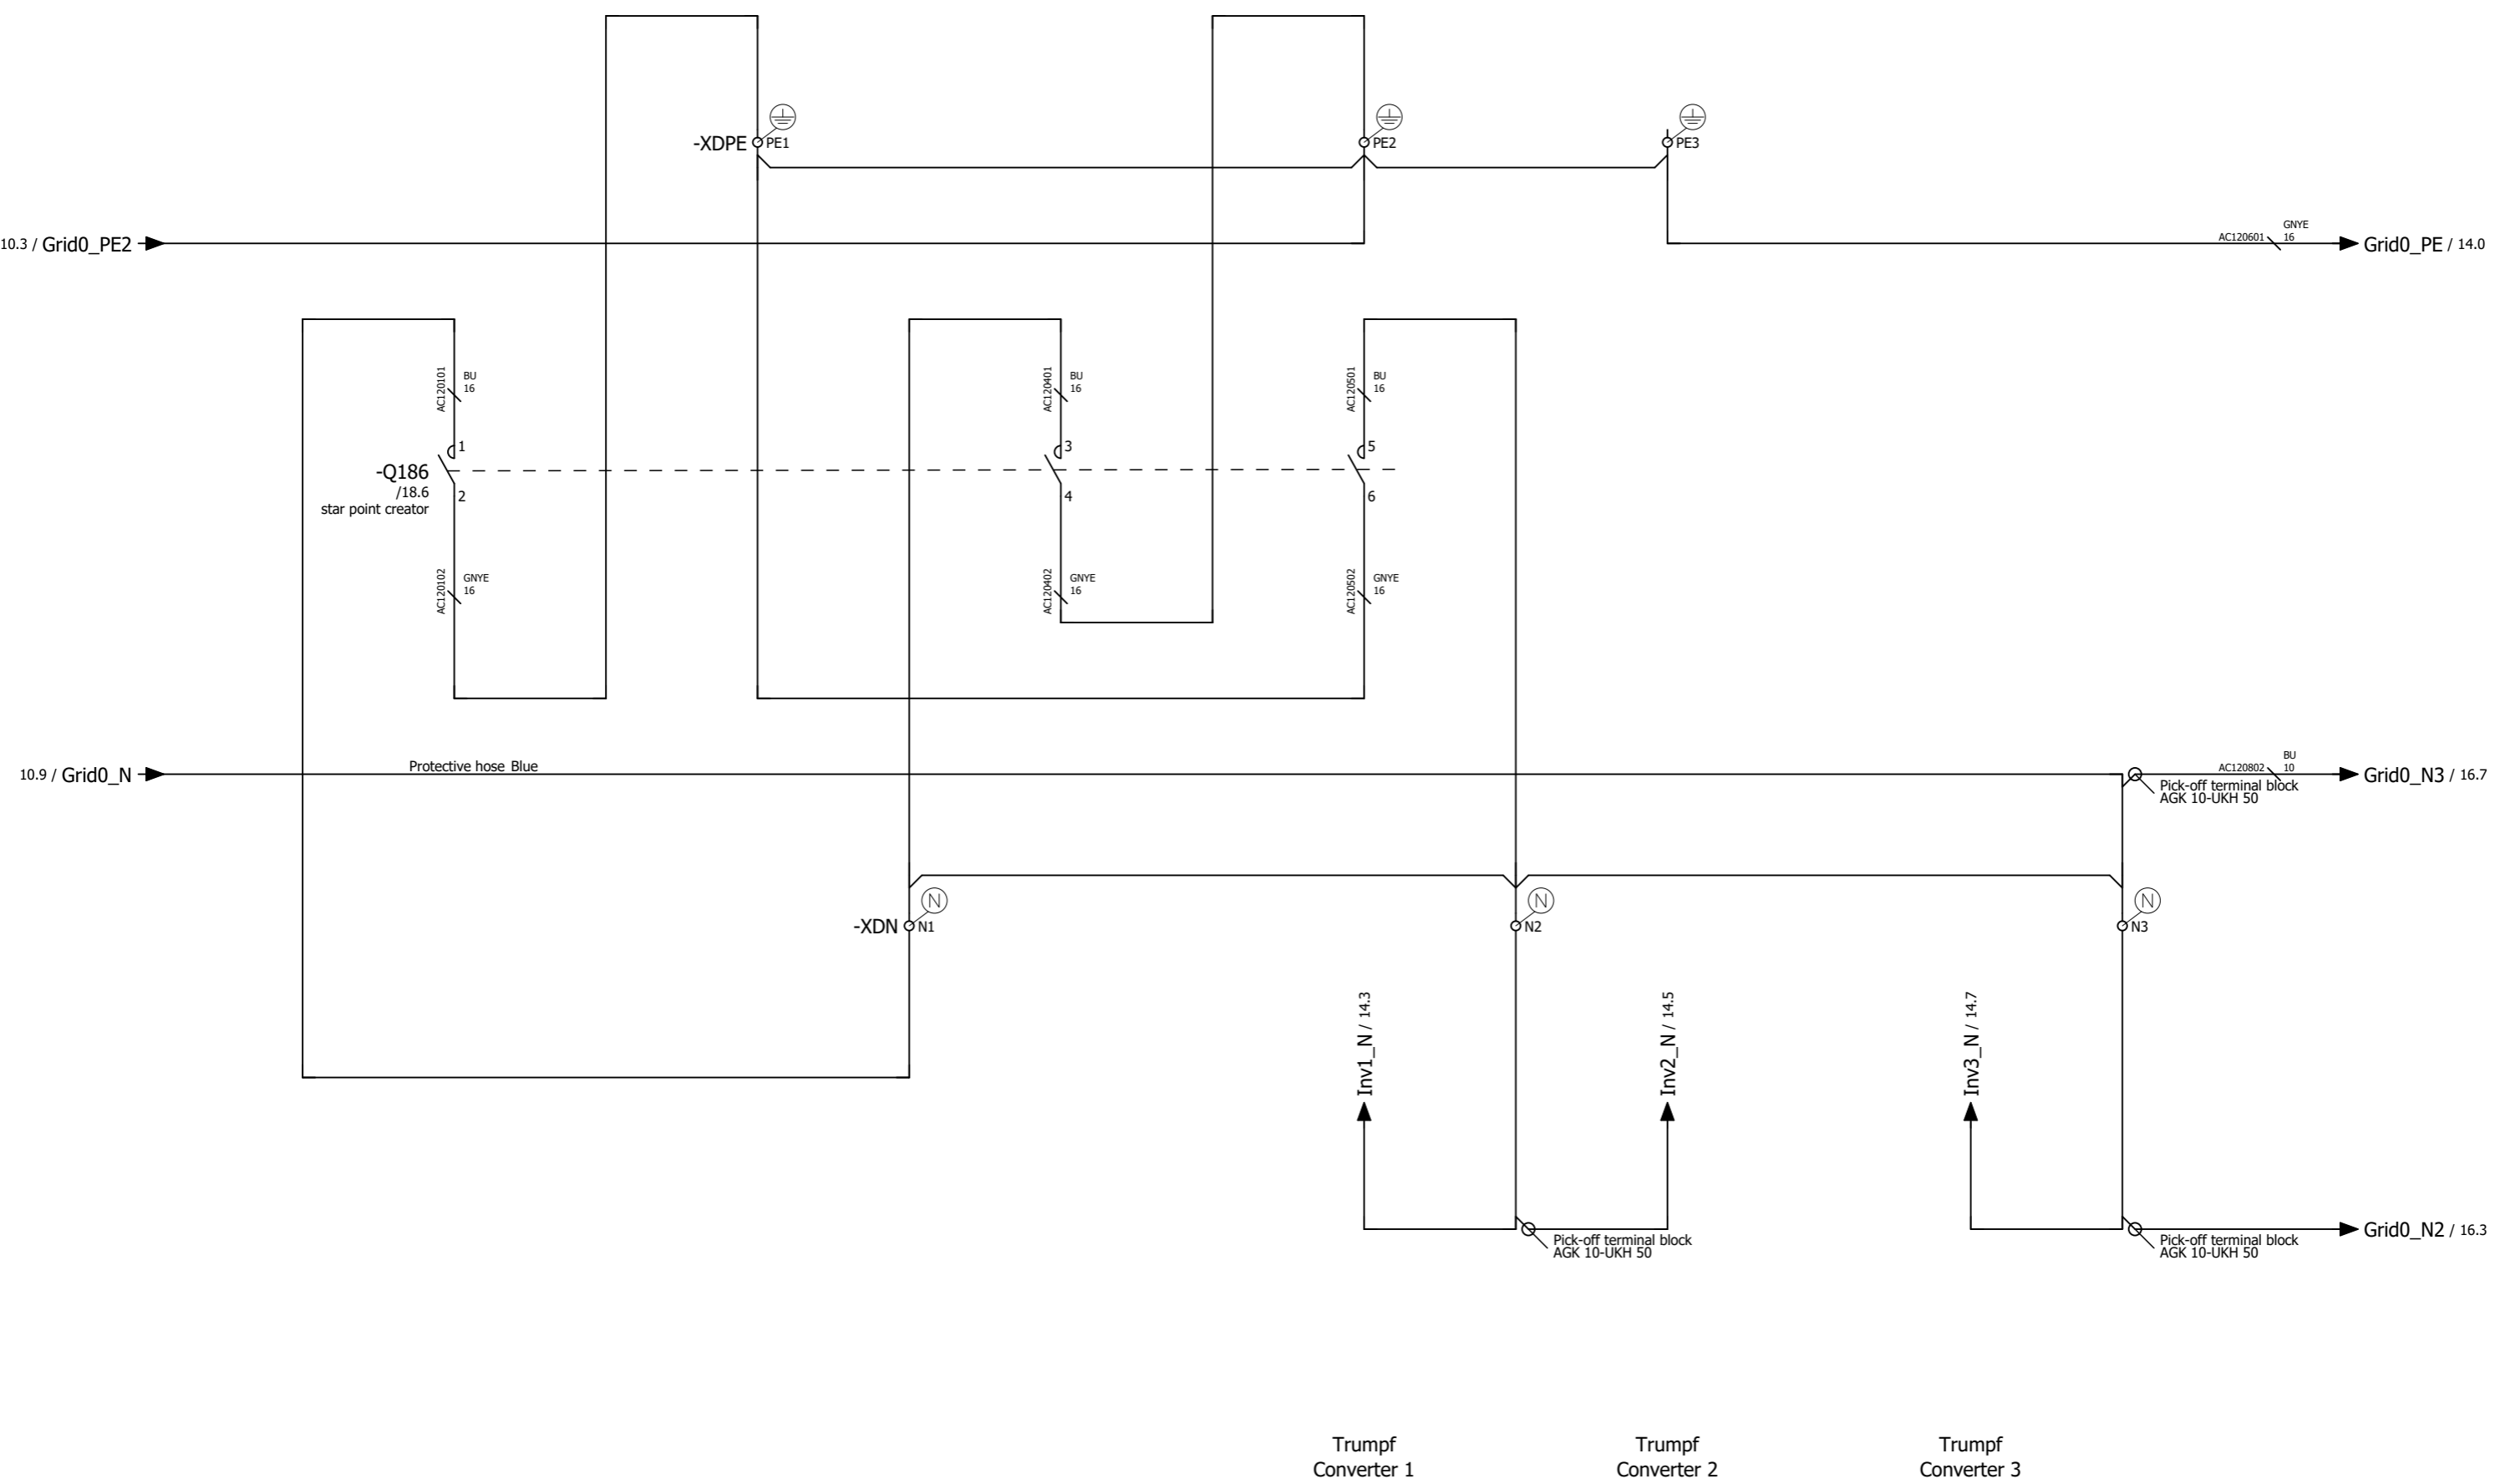 -XDPE PE1
PE2
PE3
10.3 / Grid0_PE2
AC120601
GNYE
16
Grid0_PE / 14.0
AC120101
BU
16
AC120401
BU
16
AC120501
BU
16
-Q186
/18.6
star point creator
1
2
3
4
5
6
AC120102
GNYE
16
AC120402
GNYE
16
AC120502
GNYE
16
10.9 / Grid0_N
Protective hose Blue
AC120802
BU
10
Grid0_N3 / 16.7
Pick-off terminal block
AGK 10-UKH 50
-XDN N1
N
N2
N
N3
N
Inv1_N / 14.3
Inv2_N / 14.5
Inv3_N / 14.7
Pick-off terminal block
AGK 10-UKH 50
Pick-off terminal block
AGK 10-UKH 50
Grid0_N2 / 16.3
Trumpf
Converter 1
Trumpf
Converter 2
Trumpf
Converter 3